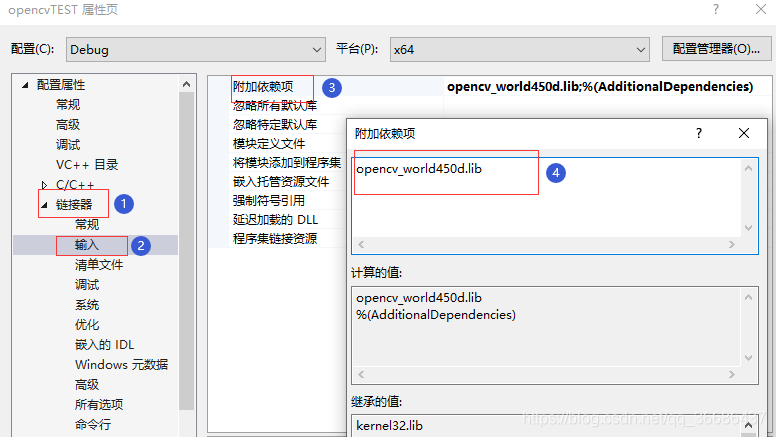 opencvTEST 属性页
?
配置(C): Debug 平台(P): x64 配置管理器(O)...
配置属性
常规
高级
调试
VC++ 目录
C/C++
链接器 1
常规
输入 2
清单文件
调试
系统
优化
嵌入的 IDL
Windows 元数据
高级
所有选项
命令行
附加依赖项 3 opencv_world450d.lib;%(AdditionalDependencies)
忽略所有默认库
忽略特定默认库
模块定义文件
将模块添加到程序集
嵌入托管资源文件
强制符号引用
延迟加载的 DLL
程序集链接资源
附加依赖项 ?
opencv_world450d.lib 4
计算的值:
opencv_world450d.lib
%(AdditionalDependencies)
继承的值:
kernel32.lib